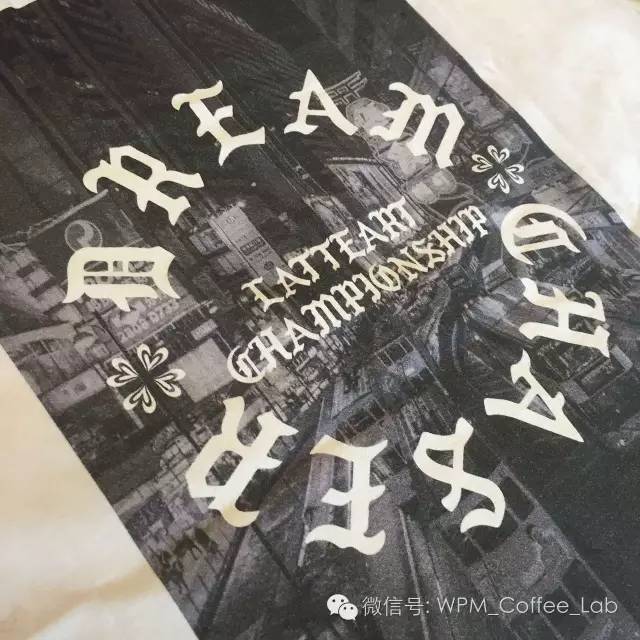 DREAM
CHASER
LATTEART
CHAMPIONSHIP
微信号: WPM_Coffee_Lab